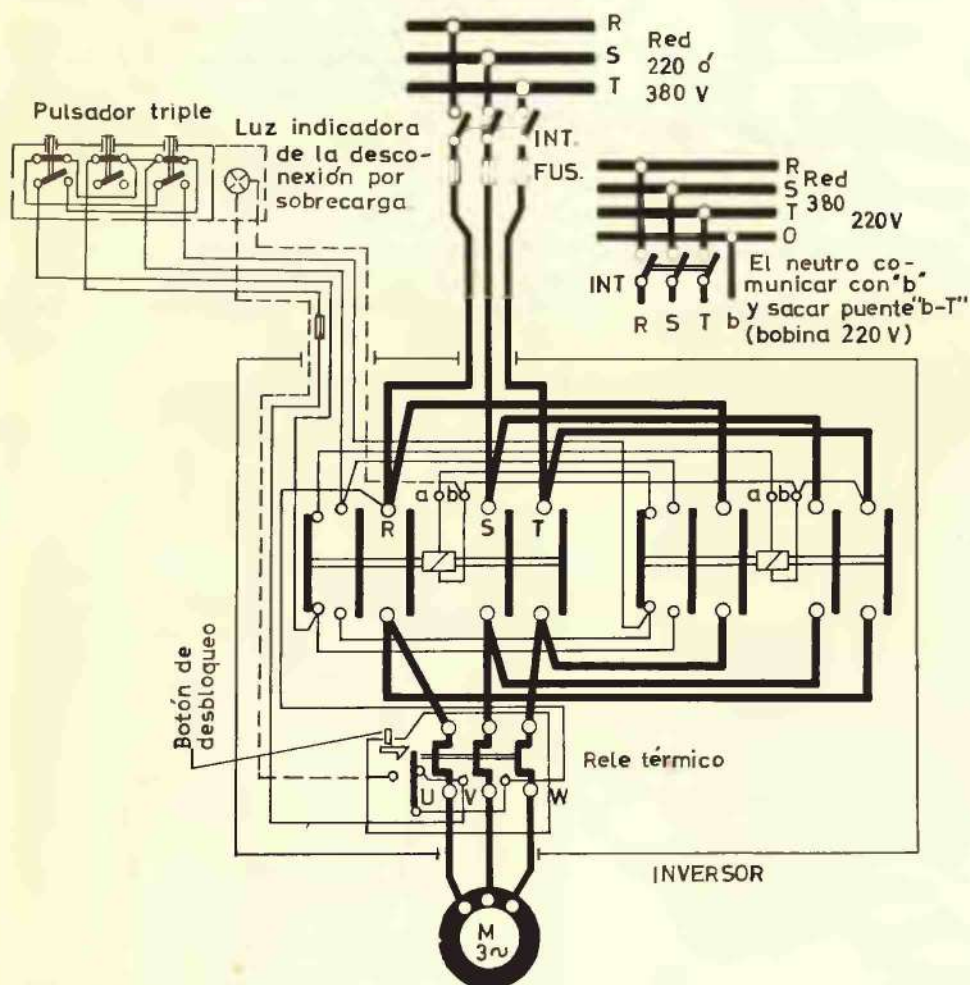 R
S
T
Red
220 ó
380 V
Pulsador triple
Luz indicadora
de la desco-
nexión por
sobrecarga
INT.
FUS.
R
S
T
O
Red
380
220V
INT
R S T b
El neutro co-
municar con "b"
y sacar puente "b-T"
(bobina 220 V)
a b
a b
R S T
Botón de
desbloqueo
Rele térmico
U V W
INVERSOR
M
3~